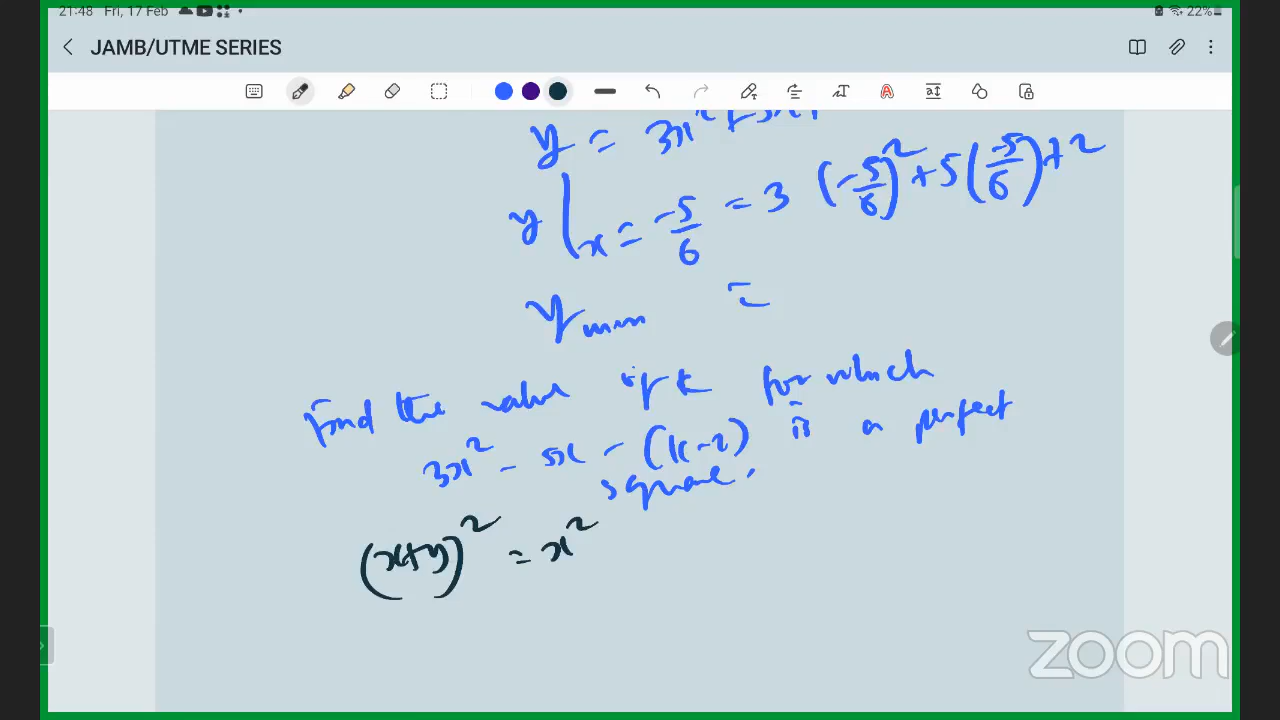 21:48 Fri, 17 Feb
22%
JAMB/UTME SERIES
y = 3x² + 5x +
y | x = -5/6 = 3 (-5/6)² + 5(-5/6) + 2
y min =
Find the value of k for which
3x² - 5x - (k-2) is a perfect
square.
(x+y)² = x²
zoom